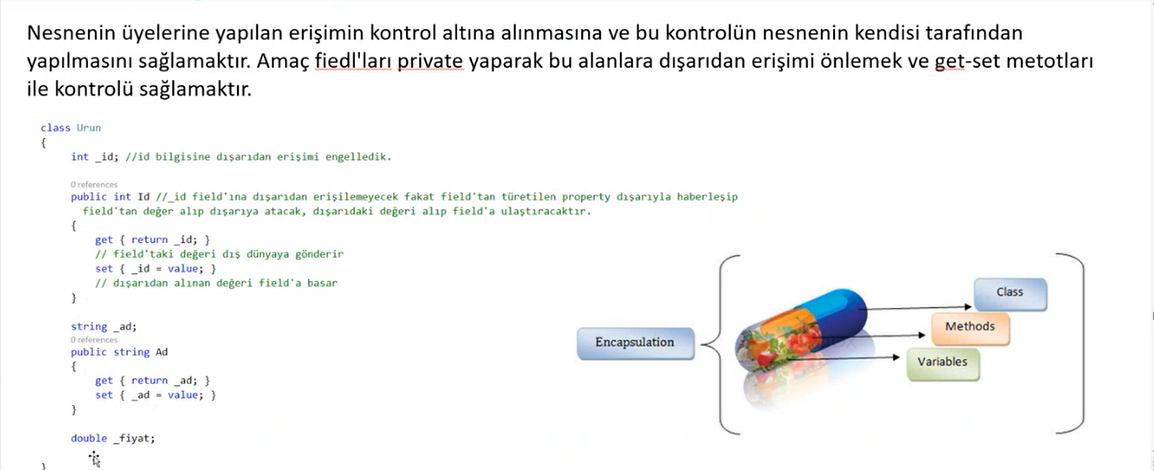 Nesnenin üyelerine yapılan erişimin kontrol altına alınmasına ve bu kontrolün nesnenin kendisi tarafından
yapılmasını sağlamaktır. Amaç fiedl'ları private yaparak bu alanlara dışarıdan erişimi önlemek ve get-set metotları
ile kontrolü sağlamaktır.
class Urun
{
int _id; //id bilgisine dışarıdan erişimi engelledik.
0 references
public int Id //_id field'ına dışarıdan erişilemeyecek fakat field'tan türetilen property dışarıyla haberleşip
field'tan değer alıp dışarıya atacak, dışarıdaki değeri alıp field'a ulaştıracaktır.
{
get { return _id; }
// field'taki değeri dış dünyaya gönderir
set { _id = value; }
// dışarıdan alınan değeri field'a basar
}
string _ad;
0 references
public string Ad
{
get { return _ad; }
set { _ad = value; }
}
double _fiyat;
}
Encapsulation
Class
Methods
Variables